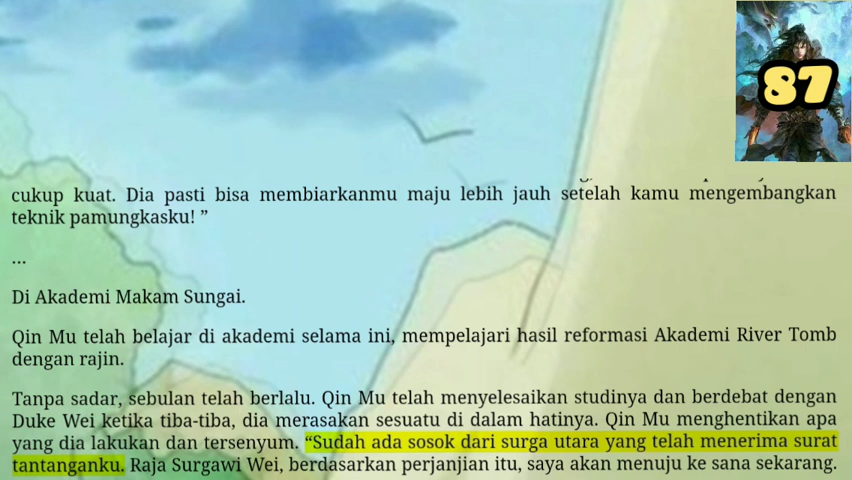 87
cukup kuat. Dia pasti bisa membiarkanmu maju lebih jauh setelah kamu mengembangkan
teknik pamungkasku! ”
...
Di Akademi Makam Sungai.
Qin Mu telah belajar di akademi selama ini, mempelajari hasil reformasi Akademi River Tomb
dengan rajin.
Tanpa sadar, sebulan telah berlalu. Qin Mu telah menyelesaikan studinya dan berdebat dengan
Duke Wei ketika tiba-tiba, dia merasakan sesuatu di dalam hatinya. Qin Mu menghentikan apa
yang dia lakukan dan tersenyum. “Sudah ada sosok dari surga utara yang telah menerima surat
tantanganku. Raja Surgawi Wei, berdasarkan perjanjian itu, saya akan menuju ke sana sekarang.